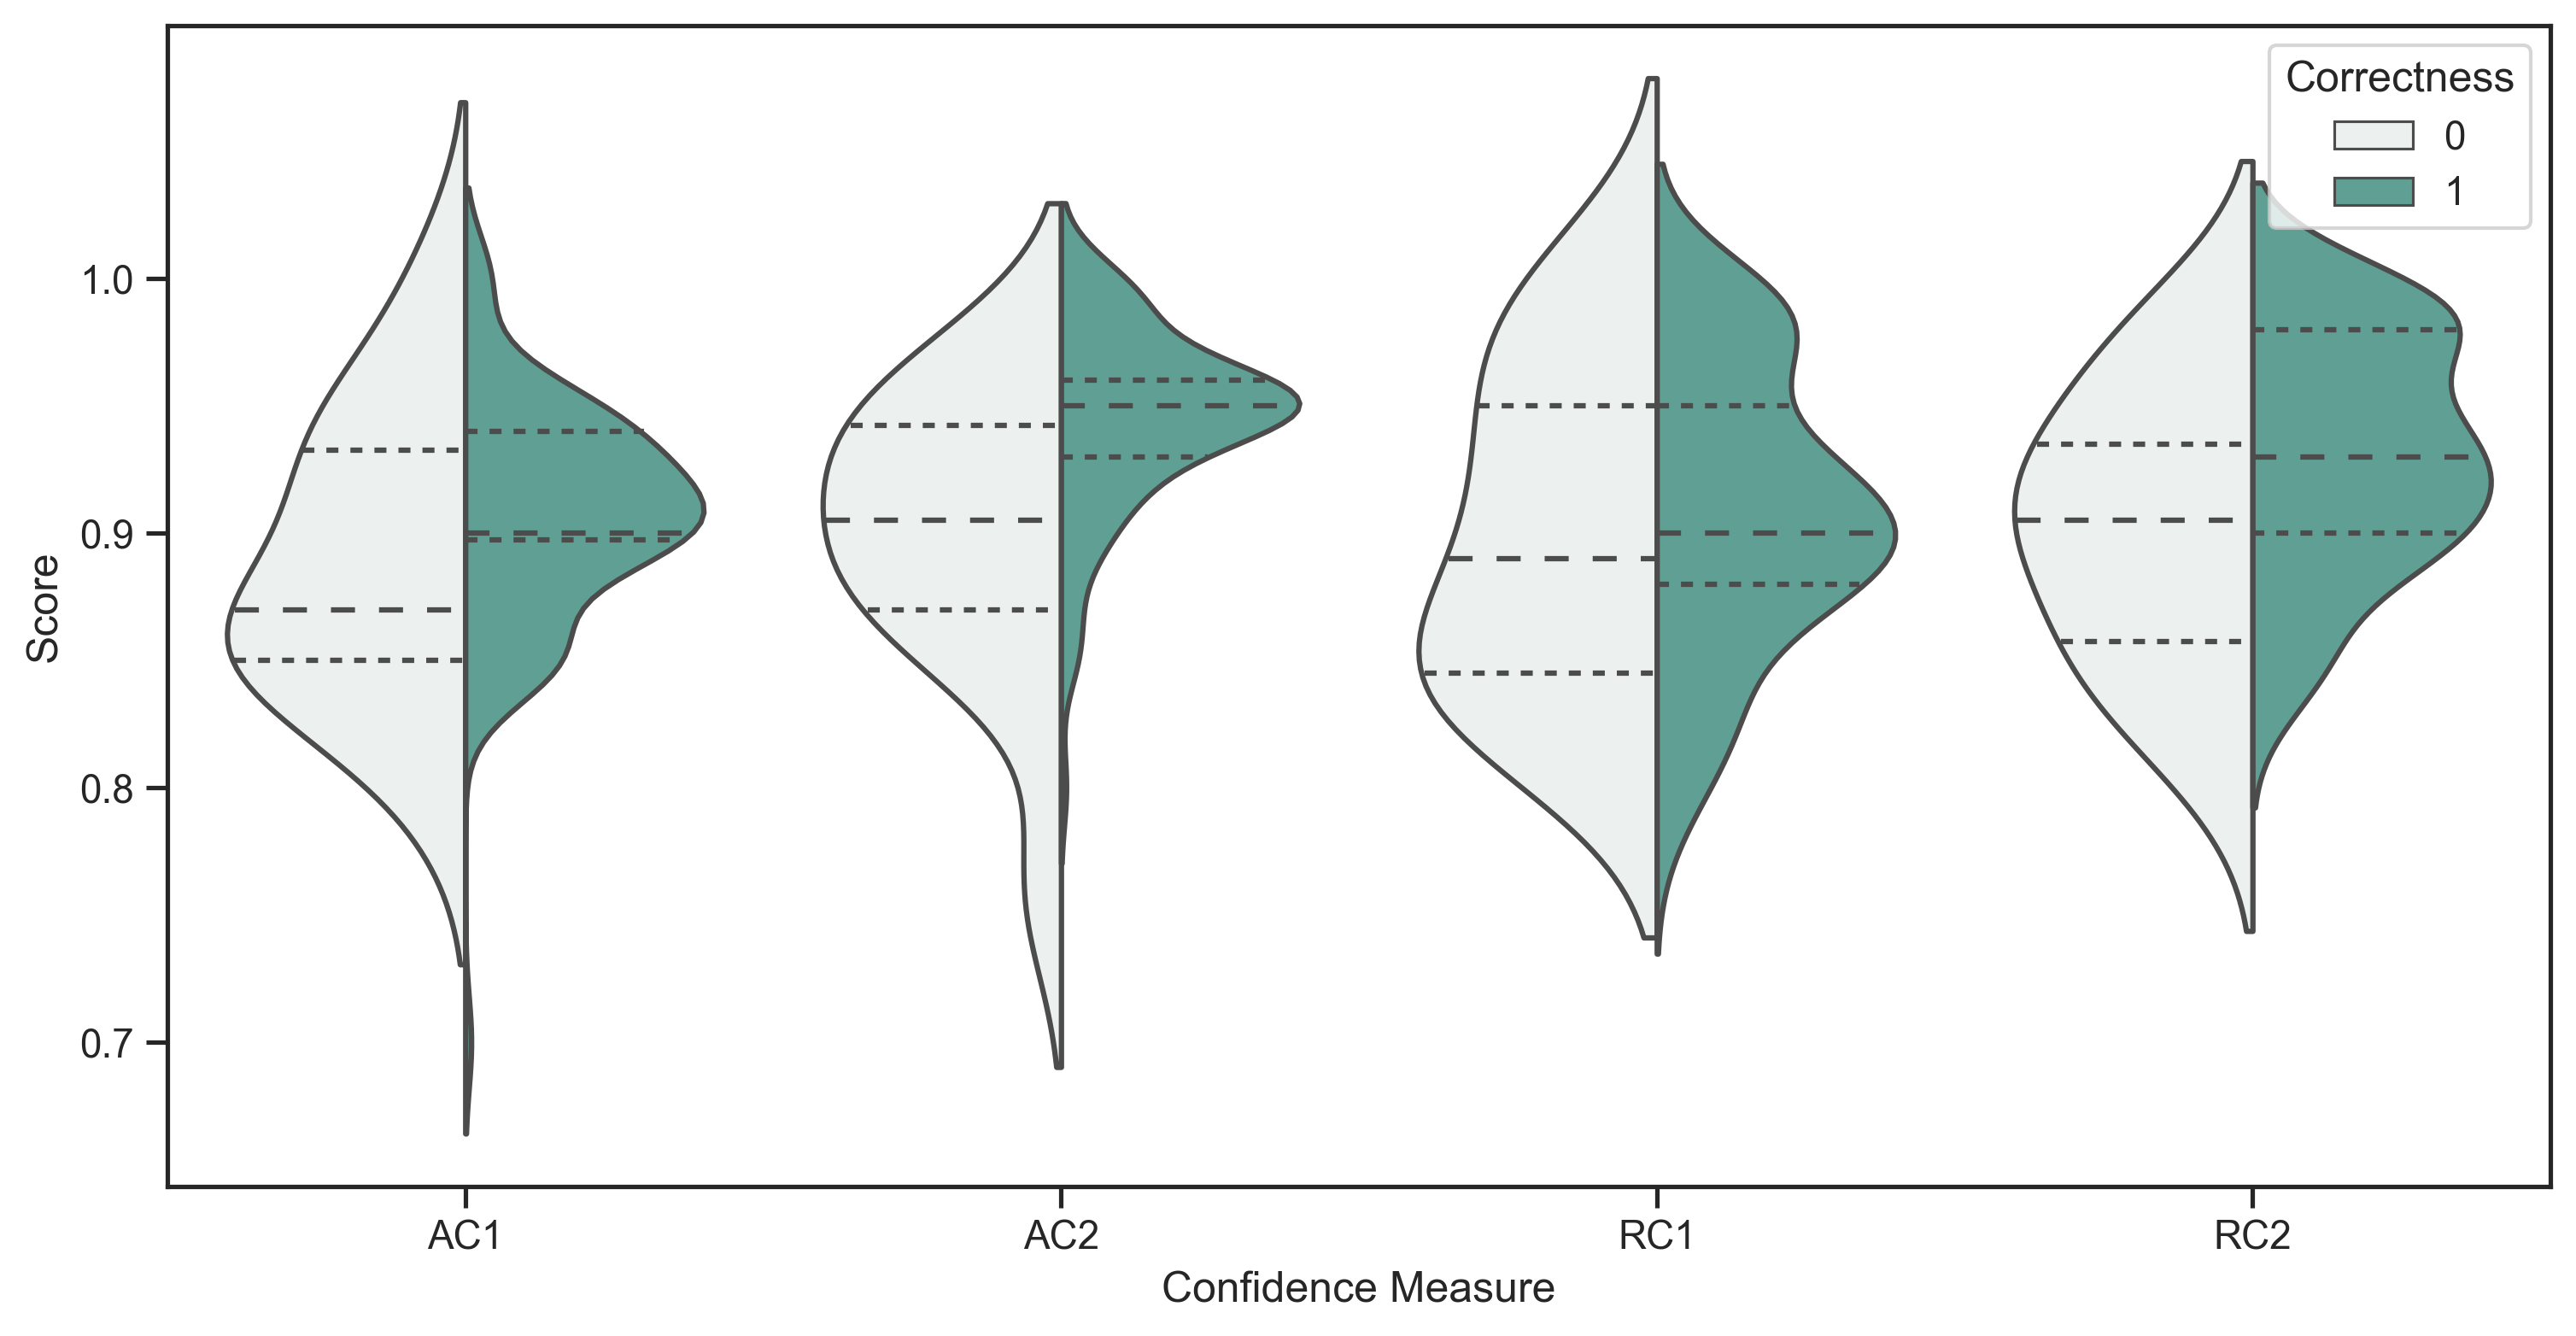 Correctness
0
1
1.0
0.9
0.8
0.7
Score
AC1
AC2
RC1
RC2
Confidence Measure